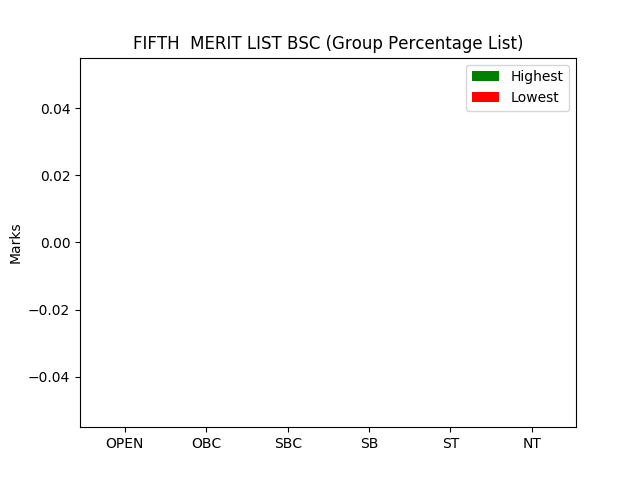 FIFTH  MERIT LIST BSC (Group Percentage List)
Highest
Lowest
0.04
0.02
0.00
−0.02
−0.04
Marks
OPEN OBC SBC SB ST NT